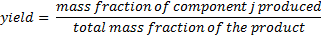 yield = mass fraction of component j produced / total mass fraction of the product